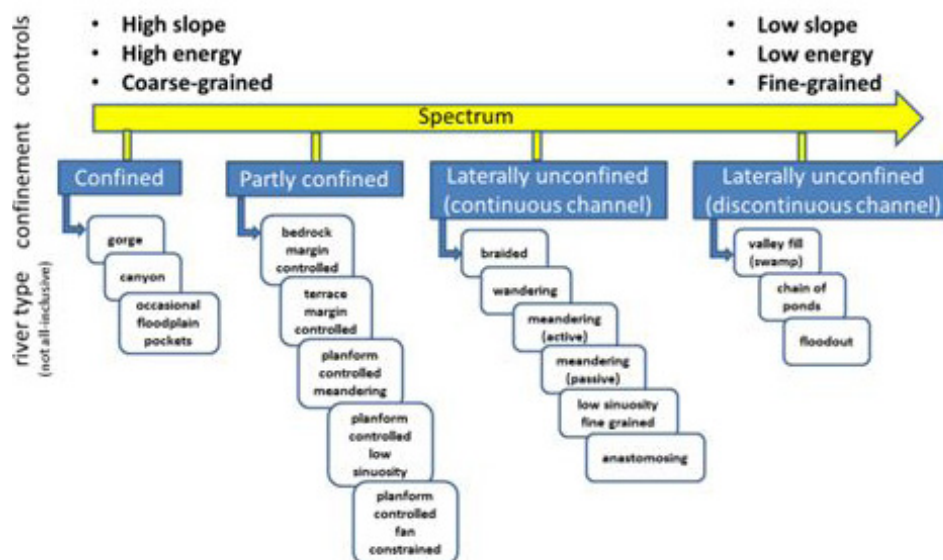 controls
• High slope
• High energy
• Coarse-grained
• Low slope
• Low energy
• Fine-grained
Spectrum
confinement
Confined
Partly confined
Laterally unconfined
(continuous channel)
Laterally unconfined
(discontinuous channel)
river type
(not all-inclusive)
gorge
canyon
occasional
floodplain
pockets
bedrock
margin
controlled
terrace
margin
controlled
planform
controlled
meandering
planform
controlled
low
sinuosity
planform
controlled
fan
constrained
braided
wandering
meandering
(active)
meandering
(passive)
low sinuosity
fine grained
anastomosing
valley fill
(swamp)
chain of
ponds
floodout